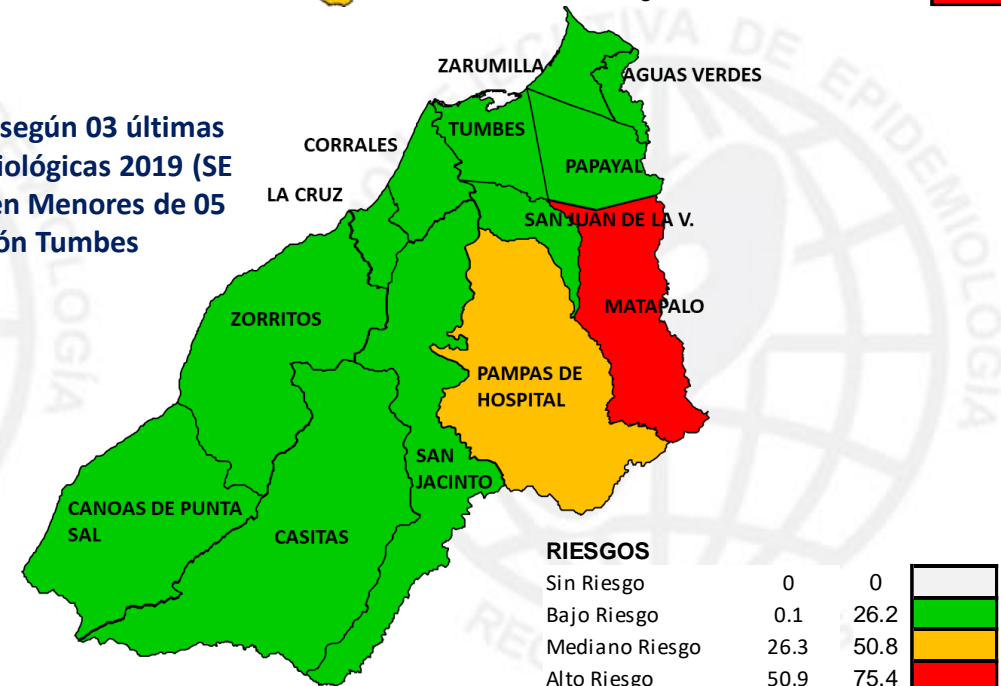 ZARUMILLA
AGUAS VERDES
según 03 últimas
CORRALES
TUMBES
iológicas 2019 (SE
PAPAYAL
LA CRUZ
en Menores de 05
SAN JUAN DE LA V.
ón Tumbes
MATAPALO
ZORRITOS
PAMPAS DE
HOSPITAL
SAN
JACINTO
CANOAS DE PUNTA
SAL
CASITAS
RIESGOS
Sin Riesgo 0 0
Bajo Riesgo 0.1 26.2
Mediano Riesgo 26.3 50.8
Alto Riesgo 50.9 75.4